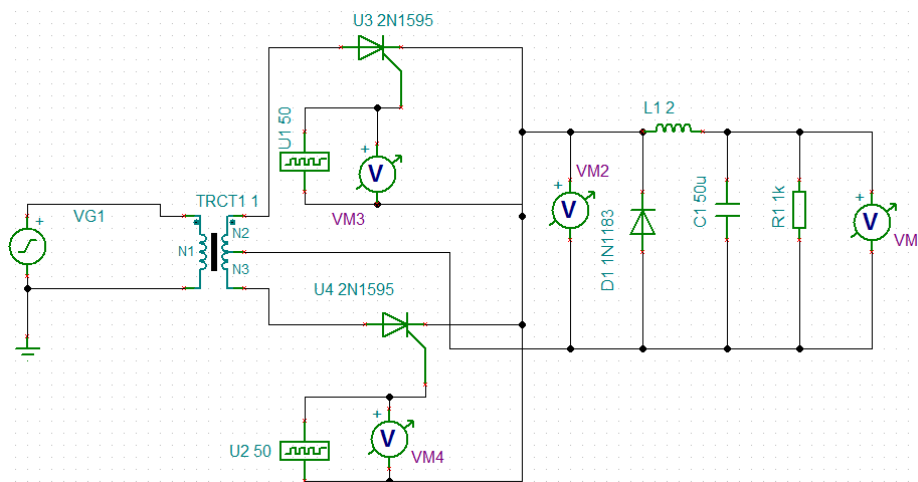 U3 2N1595
L1 2
U1 50
+
V
VM3
VG1
+
TRCT1 1
N1
N2
N3
VM2
+
V
D1 1N1183
C1 50u
R1 1k
+
V
VM
U4 2N1595
U2 50
+
V
VM4